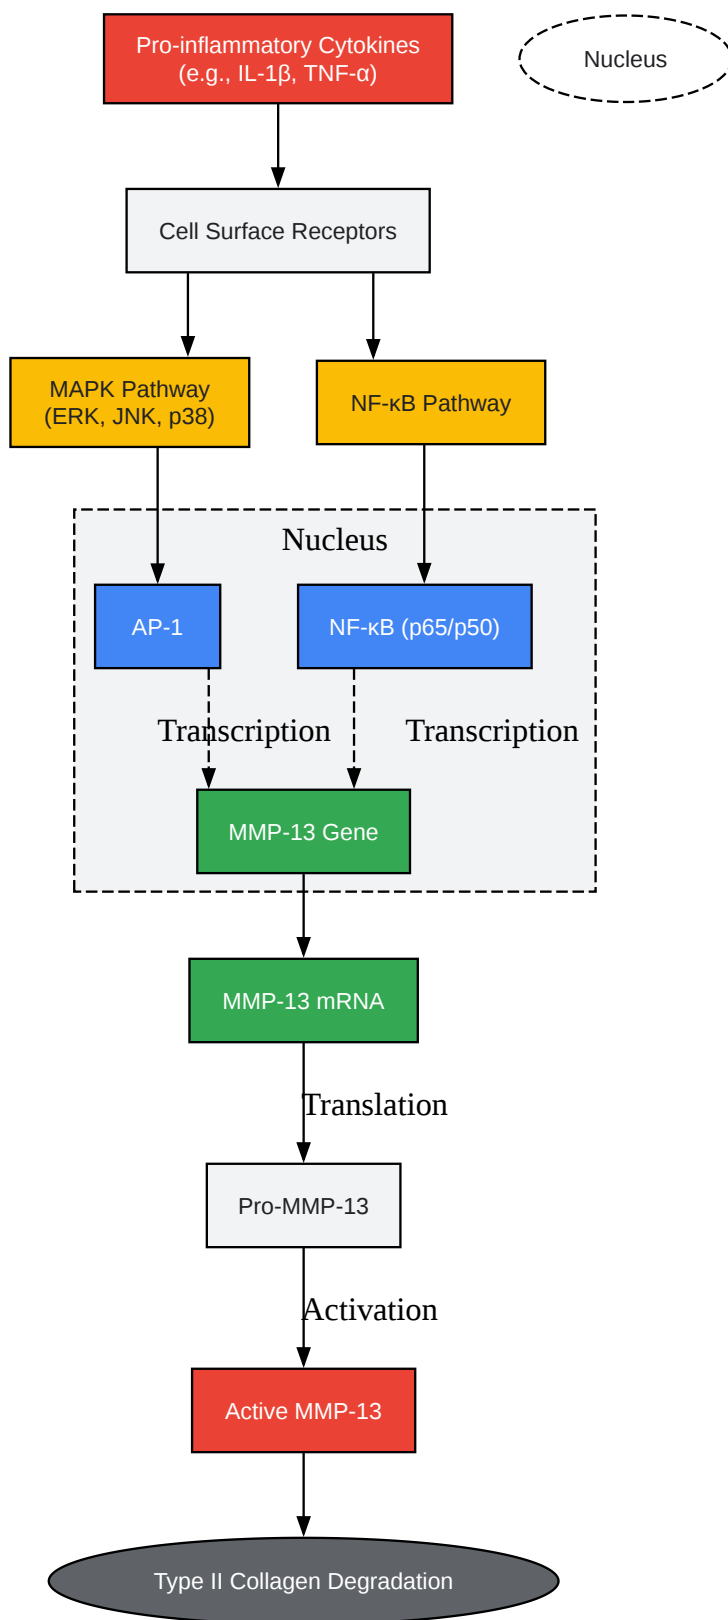 Pro-inflammatory Cytokines
(e.g., IL-1β, TNF-α)
Nucleus
Cell Surface Receptors
MAPK Pathway
(ERK, JNK, p38)
NF-κB Pathway
Nucleus
AP-1
NF-κB (p65/p50)
Transcription
Transcription
MMP-13 Gene
MMP-13 mRNA
Translation
Pro-MMP-13
Activation
Active MMP-13
Type II Collagen Degradation